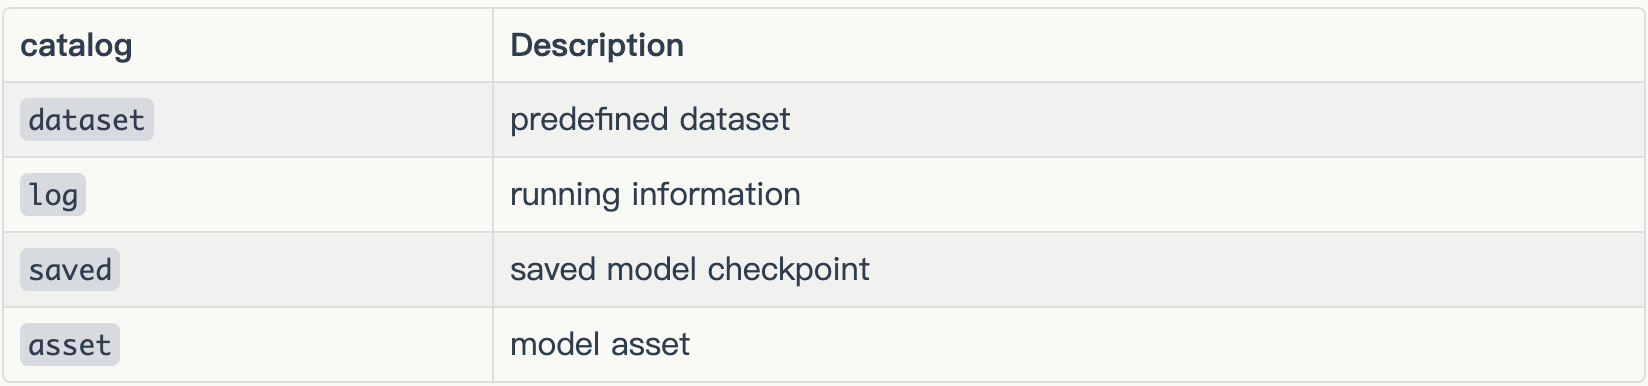 catalog Description
dataset predefined dataset
log running information
saved saved model checkpoint
asset model asset